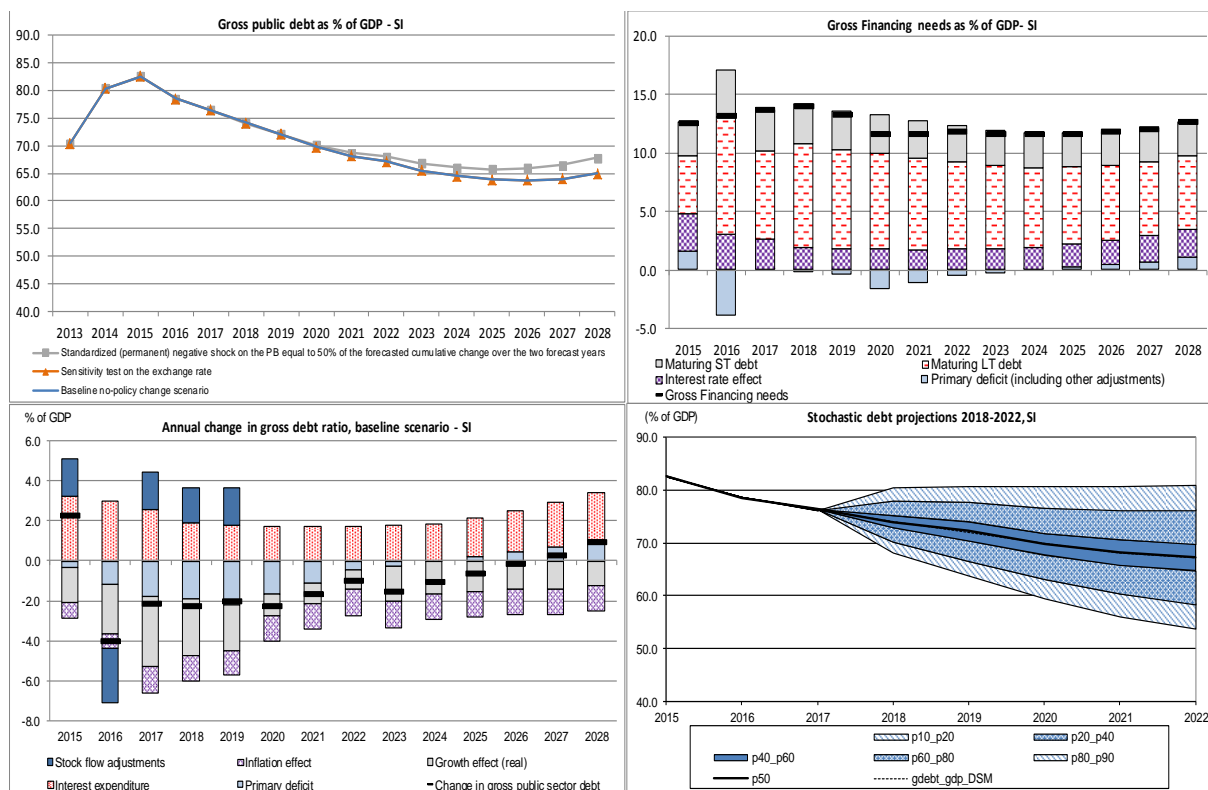 Gross public debt as % of GDP - SI
90.0
85.0
80.0
75.0
70.0
65.0
60.0
55.0
50.0
45.0
40.0
2013 2014 2015 2016 2017 2018 2019 2020 2021 2022 2023 2024 2025 2026 2027 2028
Standardized (permanent) negative shock on the PB equal to 50% of the forecasted cumulative change over the two forecast years
Sensitivity test on the exchange rate
Baseline no-policy change scenario
Gross Financing needs as % of GDP- SI
20.0
15.0
10.0
5.0
0.0
-5.0
2015 2016 2017 2018 2019 2020 2021 2022 2023 2024 2025 2026 2027 2028
Maturing ST debt Maturing LT debt
Interest rate effect Primary deficit (including other adjustments)
Gross Financing needs
% of GDP
Annual change in gross debt ratio, baseline scenario - SI
6.0
4.0
2.0
0.0
-2.0
-4.0
-6.0
-8.0
2015 2016 2017 2018 2019 2020 2021 2022 2023 2024 2025 2026 2027 2028
Stock flow adjustments Inflation effect Growth effect (real)
Interest expenditure Primary deficit Change in gross public sector debt
(% of GDP)
Stochastic debt projections 2018-2022, SI
90.0
80.0
70.0
60.0
50.0
40.0
2015 2016 2017 2018 2019 2020 2021 2022
p10_p20 p20_p40
p40_p60 p60_p80 p80_p90
p50 gdebt_gdp_DSM